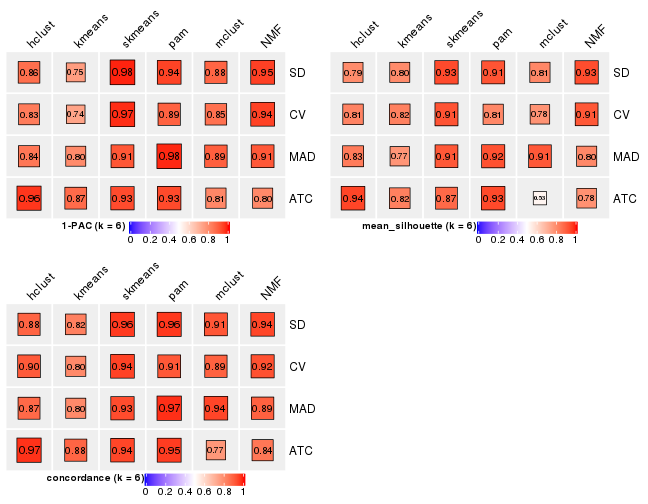 hclust kmeans skmeans pam mclust NMF
0.86 0.75 0.98 0.94 0.88 0.95 SD
0.83 0.74 0.97 0.89 0.85 0.94 CV
0.84 0.80 0.91 0.98 0.89 0.91 MAD
0.96 0.87 0.93 0.93 0.81 0.80 ATC
1-PAC (k = 6)
0 0.2 0.4 0.6 0.8 1
hclust kmeans skmeans pam mclust NMF
0.79 0.80 0.93 0.91 0.81 0.93 SD
0.81 0.82 0.91 0.81 0.78 0.91 CV
0.83 0.77 0.91 0.92 0.91 0.80 MAD
0.94 0.82 0.87 0.93 0.78 ATC
mean_silhouette (k = 6)
0 0.2 0.4 0.6 0.8 1
hclust kmeans skmeans pam mclust NMF
0.88 0.82 0.96 0.96 0.91 0.94 SD
0.90 0.80 0.94 0.91 0.89 0.92 CV
0.87 0.80 0.93 0.97 0.94 0.89 MAD
0.97 0.88 0.94 0.95 0.77 0.84 ATC
concordance (k = 6)
0 0.2 0.4 0.6 0.8 1